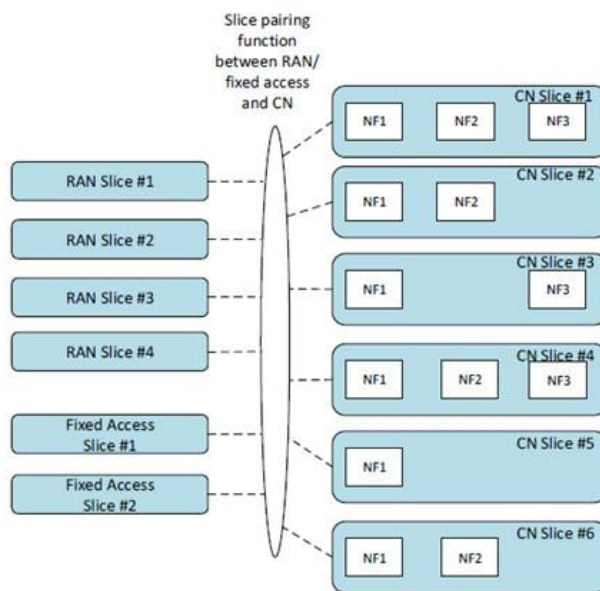 Slice pairing
function
between RAN/
fixed access
and CN
RAN Slice #1
RAN Slice #2
RAN Slice #3
RAN Slice #4
Fixed Access
Slice #1
Fixed Access
Slice #2
CN Slice #1
NF1 NF2 NF3
CN Slice #2
NF1 NF2
CN Slice #3
NF1 NF3
CN Slice #4
NF1 NF2 NF3
CN Slice #5
NF1
CN Slice #6
NF1 NF2